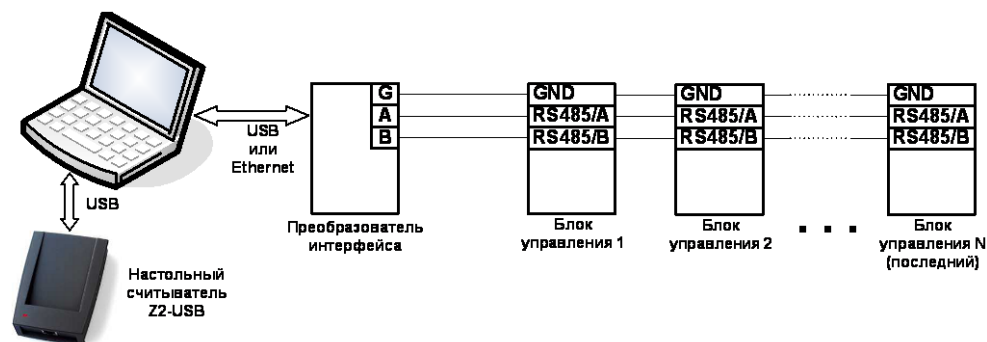 USB
или
Ethernet
USB
Настольный
считыватель
Z2-USB
G
A
B
Преобразователь
интерфейса
GND
RS485/A
RS485/B
Блок
управления 1
GND
RS485/A
RS485/B
Блок
управления 2
. . .
GND
RS485/A
RS485/B
Блок
управления N
(последний)